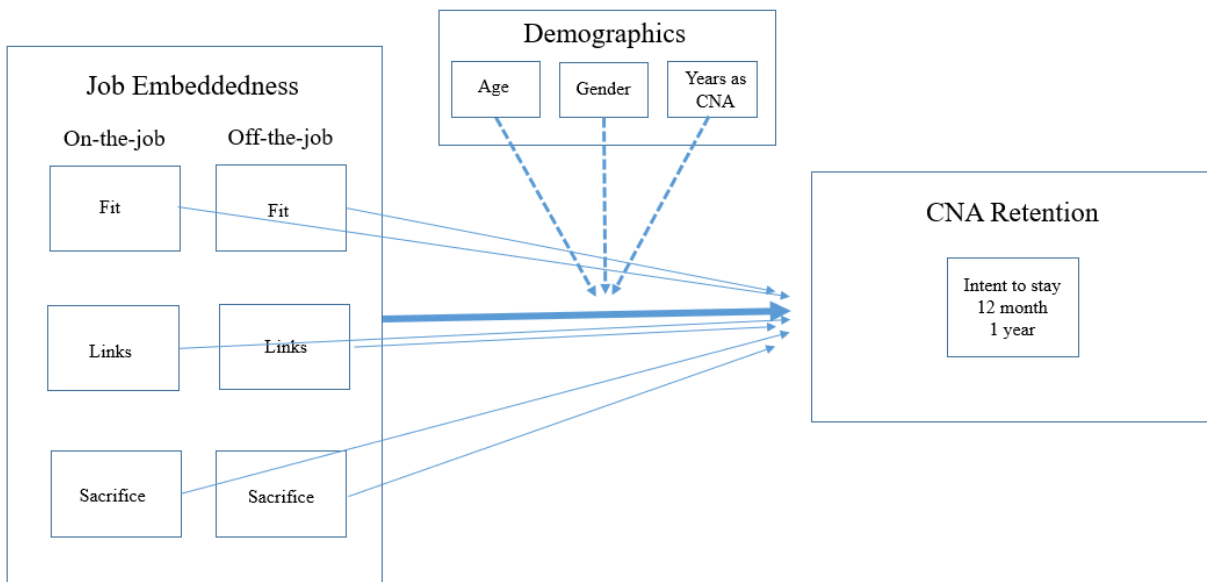 Demographics
Age
Gender
Years as
CNA
Job Embeddedness
On-the-job
Off-the-job
Fit
Fit
Links
Links
Sacrifice
Sacrifice
CNA Retention
Intent to stay
12 month
1 year